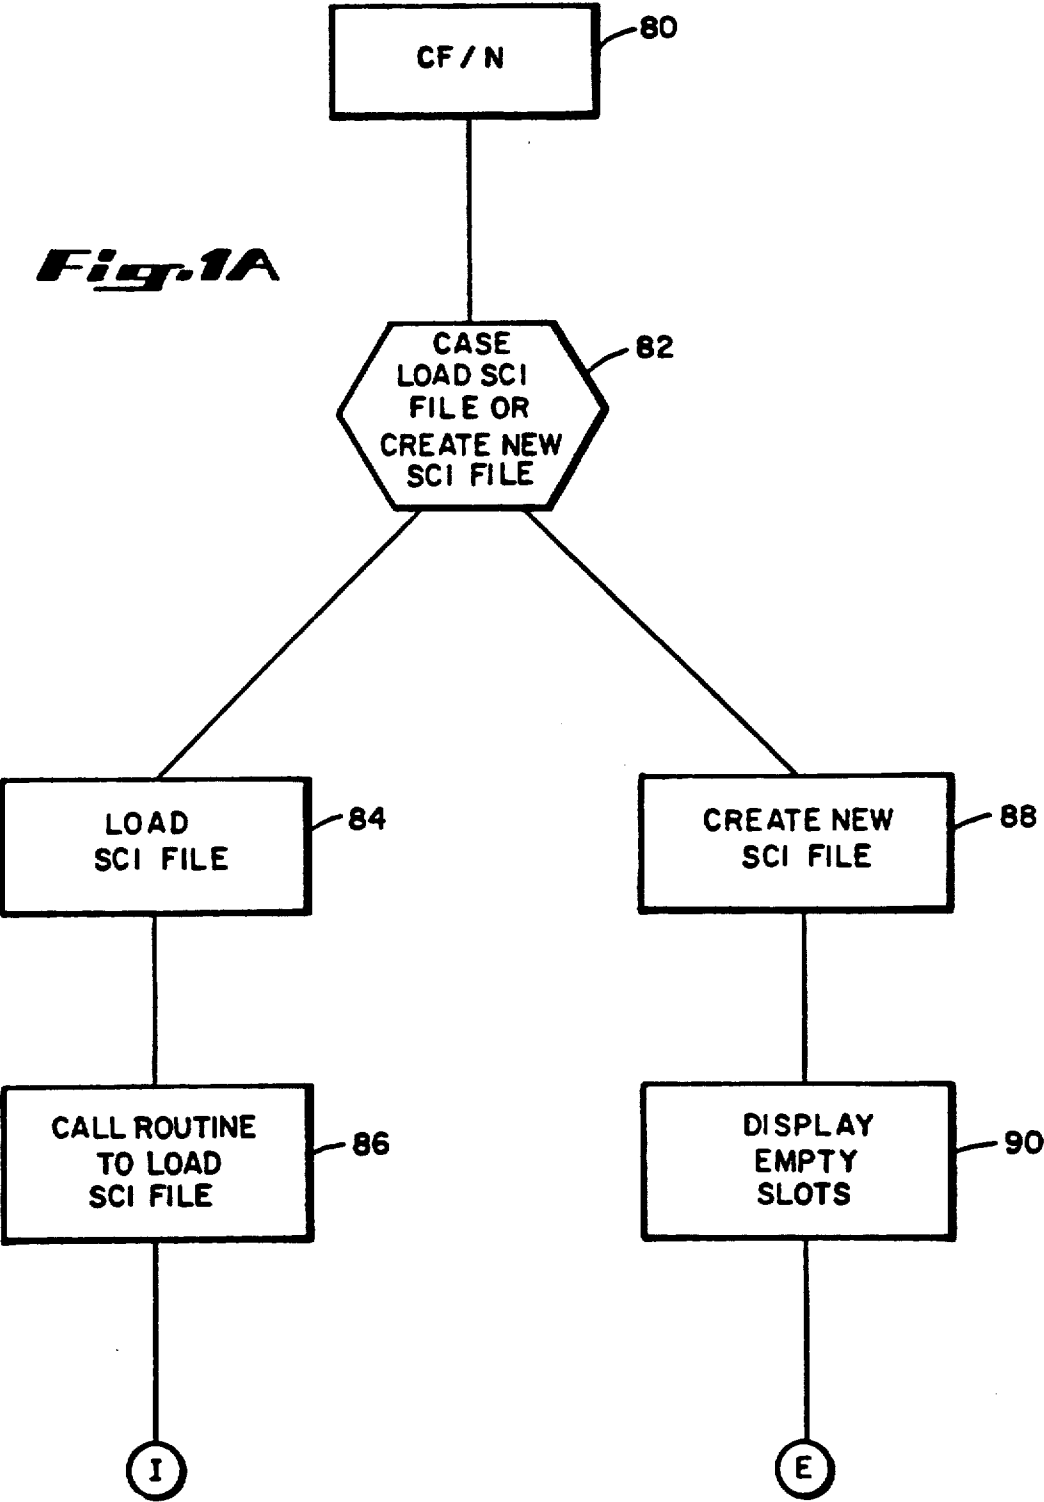 CF / N
80
Fig. 1A
CASE
LOAD SCI
FILE OR
CREATE NEW
SCI FILE
82
LOAD
SCI FILE
84
CREATE NEW
SCI FILE
88
CALL ROUTINE
TO LOAD
SCI FILE
86
DISPLAY
EMPTY
SLOTS
90
I
E